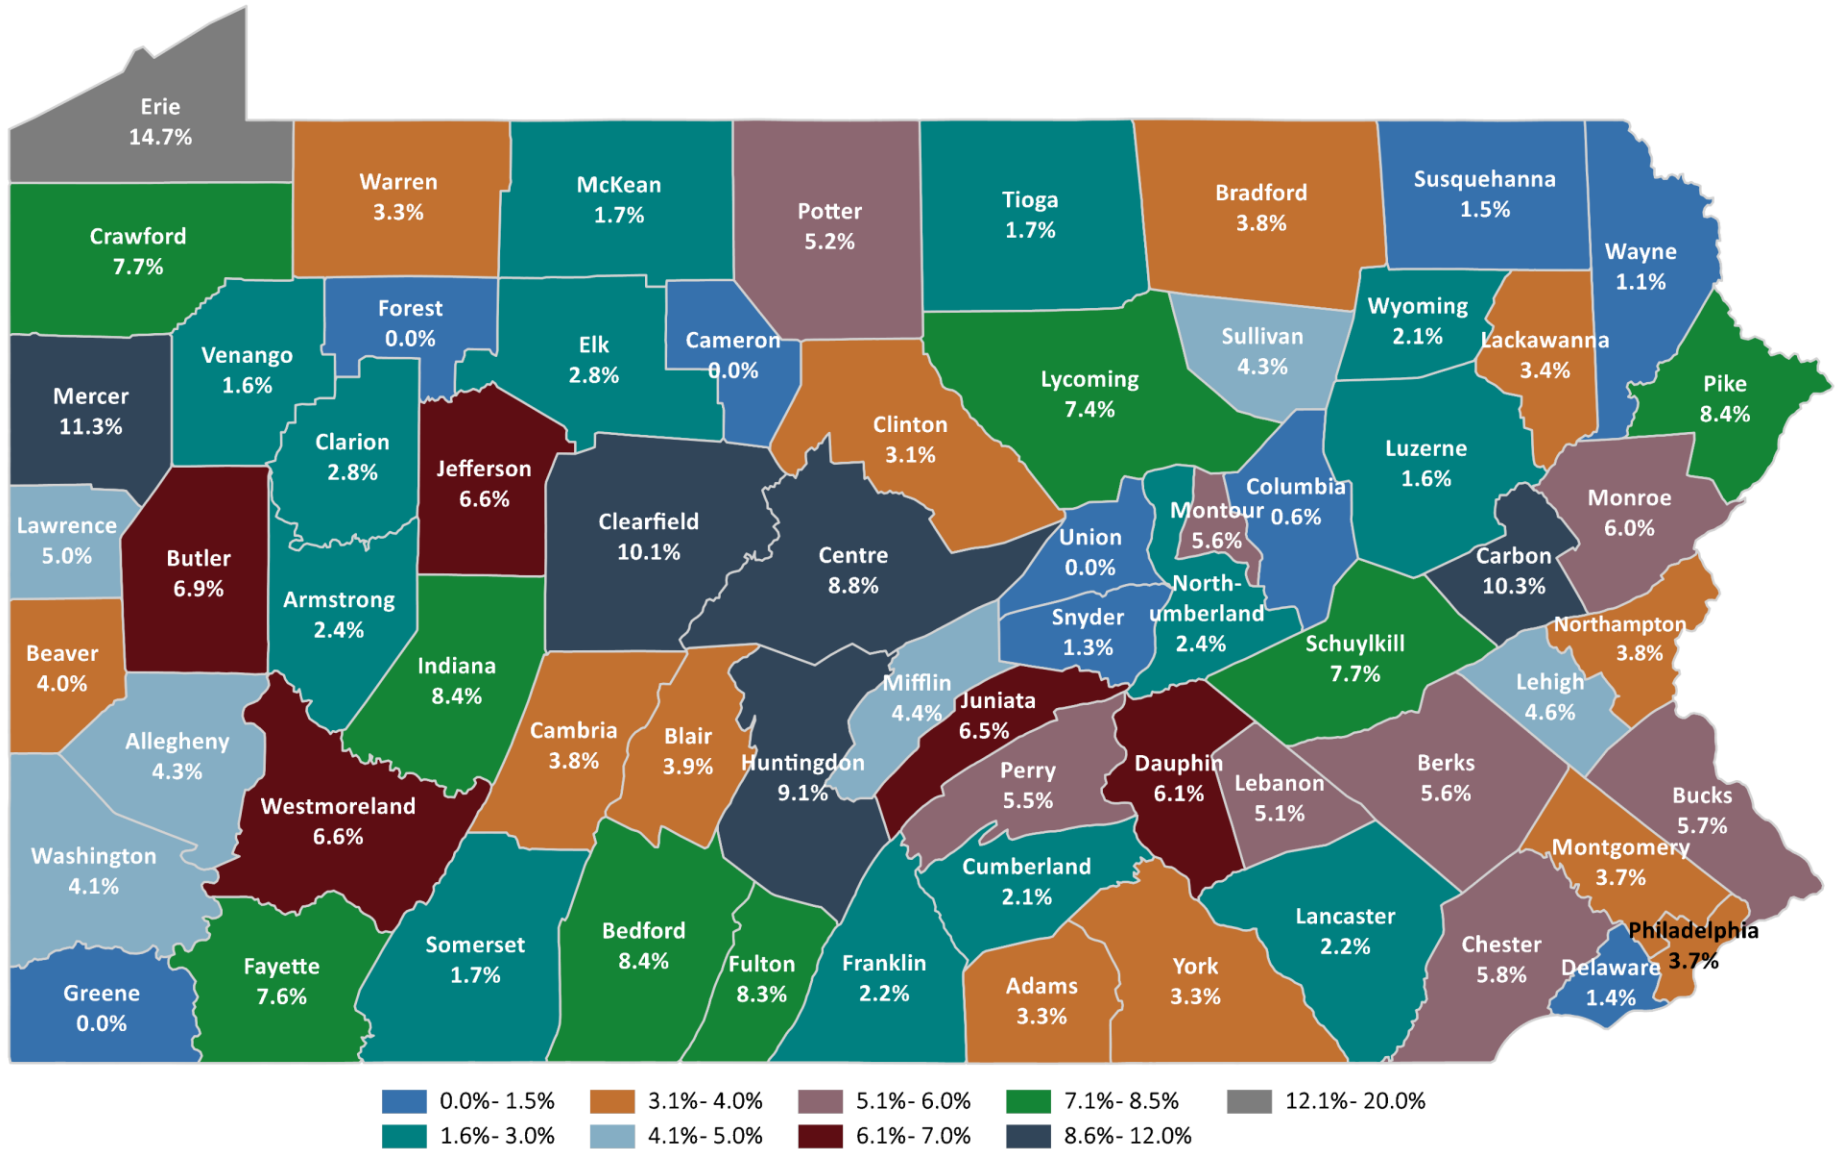 Erie
14.7%
Warren
3.3%
McKean
1.7%
Potter
5.2%
Tioga
1.7%
Bradford
3.8%
Susquehanna
1.5%
Wayne
1.1%
Crawford
7.7%
Forest
0.0%
Venango
1.6%
Elk
2.8%
Cameron
0.0%
Sullivan
4.3%
Wyoming
2.1%
Lackawanna
3.4%
Pike
8.4%
Mercer
11.3%
Clarion
2.8%
Jefferson
6.6%
Clinton
3.1%
Lycoming
7.4%
Luzerne
1.6%
Columbia
0.6%
Montour
5.6%
Monroe
6.0%
Lawrence
5.0%
Butler
6.9%
Clearfield
10.1%
Centre
8.8%
Union
0.0%
Carbon
10.3%
Armstrong
2.4%
North-
umberland
2.4%
Snyder
1.3%
Northampton
3.8%
Beaver
4.0%
Indiana
8.4%
Schuylkill
7.7%
Lehigh
4.6%
Mifflin
4.4%
Juniata
6.5%
Allegheny
4.3%
Cambria
3.8%
Blair
3.9%
Huntingdon
9.1%
Perry
5.5%
Dauphin
6.1%
Lebanon
5.1%
Berks
5.6%
Bucks
5.7%
Westmoreland
6.6%
Washington
4.1%
Cumberland
2.1%
Montgomery
3.7%
Lancaster
2.2%
Philadelphia
3.7%
Somerset
1.7%
Bedford
8.4%
Fulton
8.3%
Franklin
2.2%
Chester
5.8%
Delaware
1.4%
Fayette
7.6%
Adams
3.3%
York
3.3%
Greene
0.0%
0.0%- 1.5%
3.1%- 4.0%
5.1%- 6.0%
7.1%- 8.5%
12.1%- 20.0%
1.6%- 3.0%
4.1%- 5.0%
6.1%- 7.0%
8.6%- 12.0%